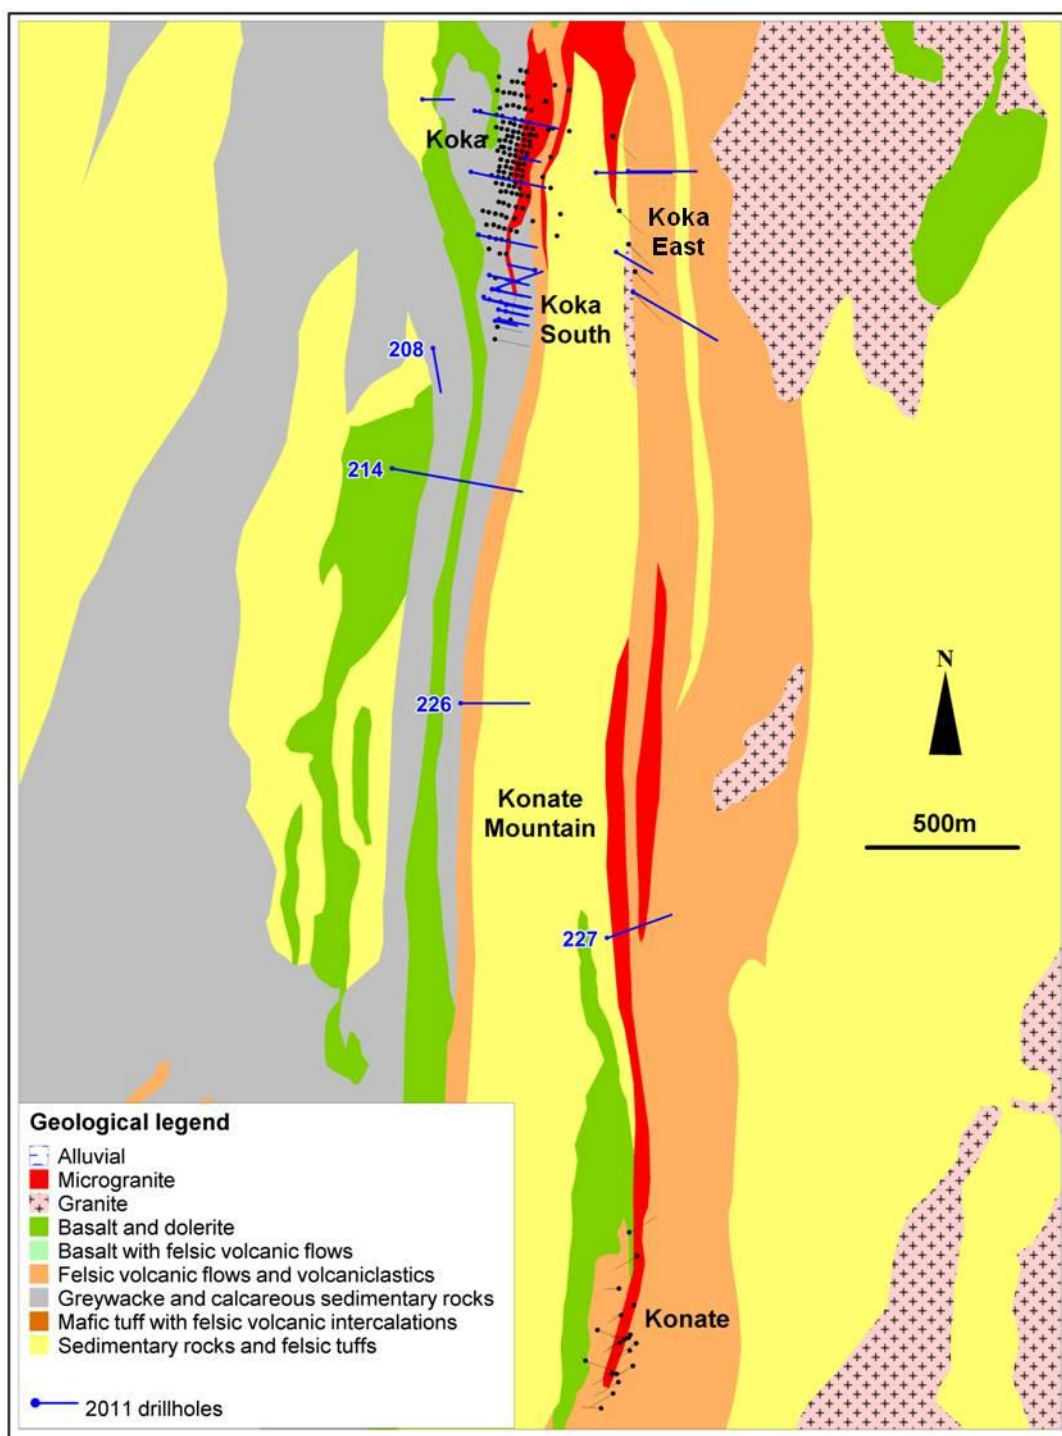 Koka
Koka
East
Koka
South
208
214
N
226
500m
Konate
Mountain
227
Geological legend
Alluvial
Microgranite
Granite
Basalt and dolerite
Basalt with felsic volcanic flows
Felsic volcanic flows and volcaniclastics
Greywacke and calcareous sedimentary rocks
Mafic tuff with felsic volcanic intercalations
Sedimentary rocks and felsic tuffs
2011 drillholes
Konate